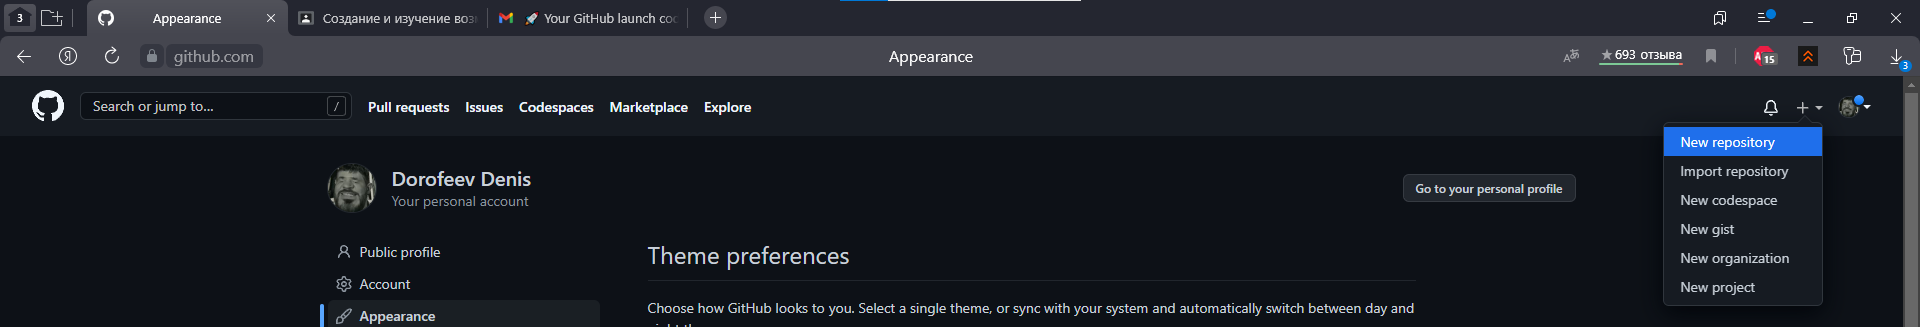 3
Appearance
Создание и изучение воз
🚀 Your GitHub launch co
Я
github.com
Appearance
★693 отзыва
15
3
Search or jump to...
/
Pull requests
Issues
Codespaces
Marketplace
Explore
New repository
Import repository
New codespace
New gist
New organization
New project
Dorofeev Denis
Your personal account
Go to your personal profile
Public profile
Account
Appearance
Theme preferences
Choose how GitHub looks to you. Select a single theme, or sync with your system and automatically switch between day and